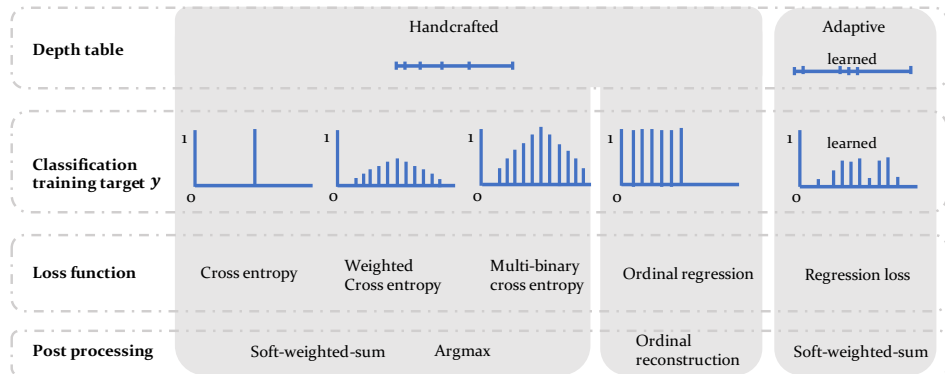 Handcrafted
Adaptive
Depth table
learned
1
1
1
1
1
learned
Classification
training target y
0
0
0
0
0
Loss function
Cross entropy
Weighted
Cross entropy
Multi-binary
cross entropy
Ordinal regression
Regression loss
Post processing
Soft-weighted-sum
Argmax
Ordinal
reconstruction
Soft-weighted-sum